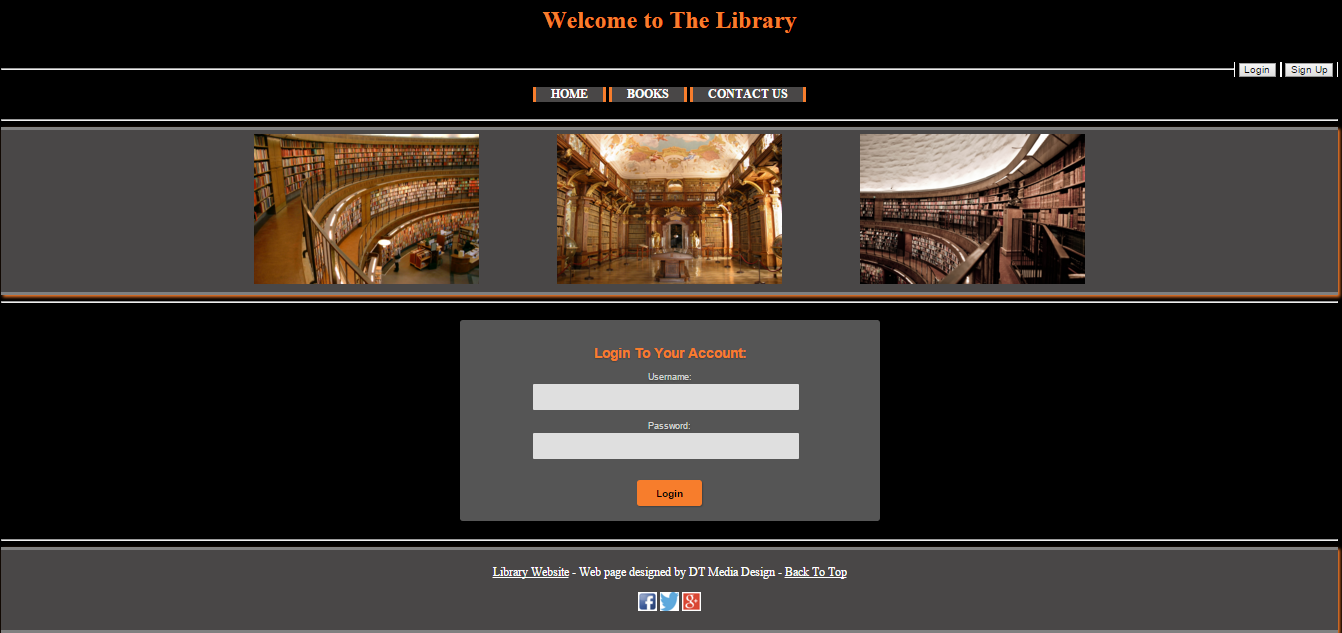 Welcome to The Library
Login Sign Up
HOME BOOKS CONTACT US
Login To Your Account:
Username:
Password:
Login
Library Website - Web page designed by DT Media Design - Back To Top
f g+